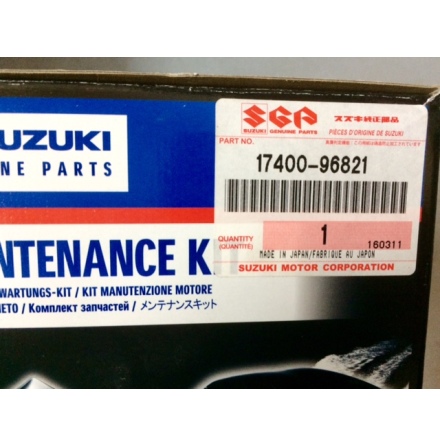 SUZUKI
NE PARTS
SGP
SUZUKI GENUINE PARTS
スズキ純正部品
PIÈCES D'ORIGINE DE SUZUKI
PART NO.
17400-96821
QUANTITY
(QUANTITÉ)
1
160311
MADE IN JAPAN/FABRIQUE AU JAPON
SUZUKI MOTOR CORPORATION
NTENANCE K
WARTUNGS-KIT / KIT MANUTENZIONE MOTORE
IETO / Комплект запчастей / メンテナンスキット